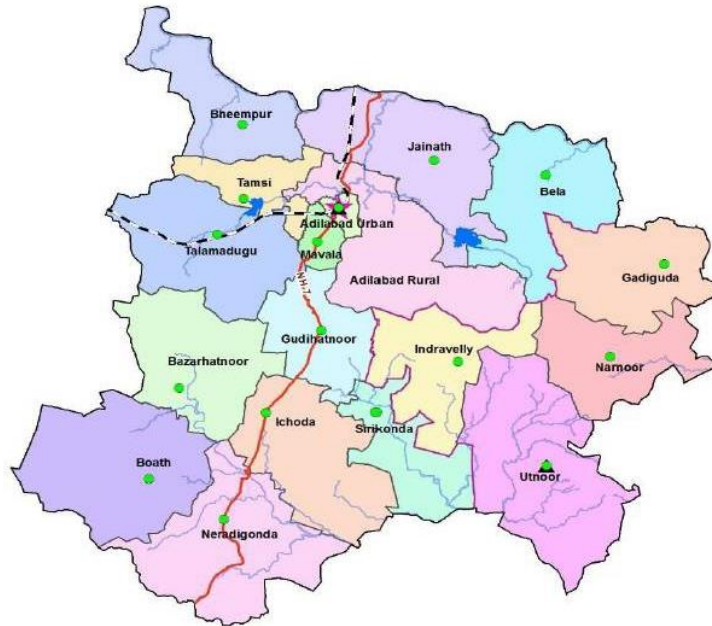 Bheempur
Jainath
Tamsi
Bela
Adilabad Urban
Talamadugu
Mavala
Gadiguda
Adilabad Rural
NH-7
Gudihatnoor
Indravelly
Bazarhatnoor
Narnoor
Ichoda
Sirikonda
Boath
Utnoor
Neradigonda